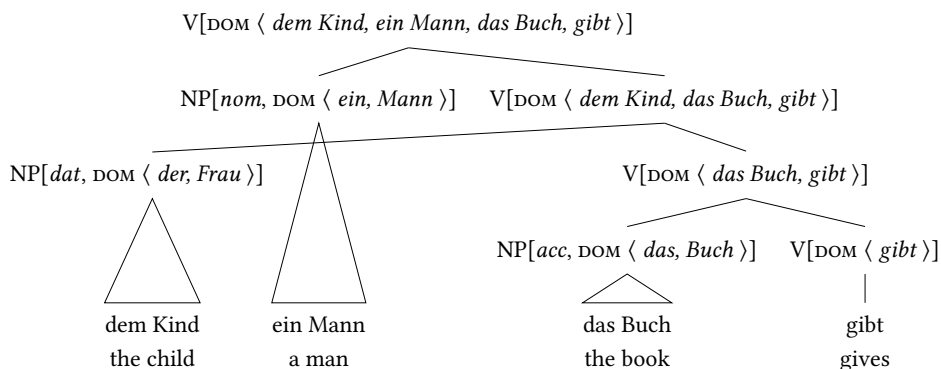 V[DOM ⟨ dem Kind, ein Mann, das Buch, gibt ⟩]
NP[nom, DOM ⟨ ein, Mann ⟩] V[DOM ⟨ dem Kind, das Buch, gibt ⟩]
NP[dat, DOM ⟨ der, Frau ⟩] V[DOM ⟨ das Buch, gibt ⟩]
NP[acc, DOM ⟨ das, Buch ⟩] V[DOM ⟨ gibt ⟩]
dem Kind ein Mann das Buch gibt
the child a man the book gives